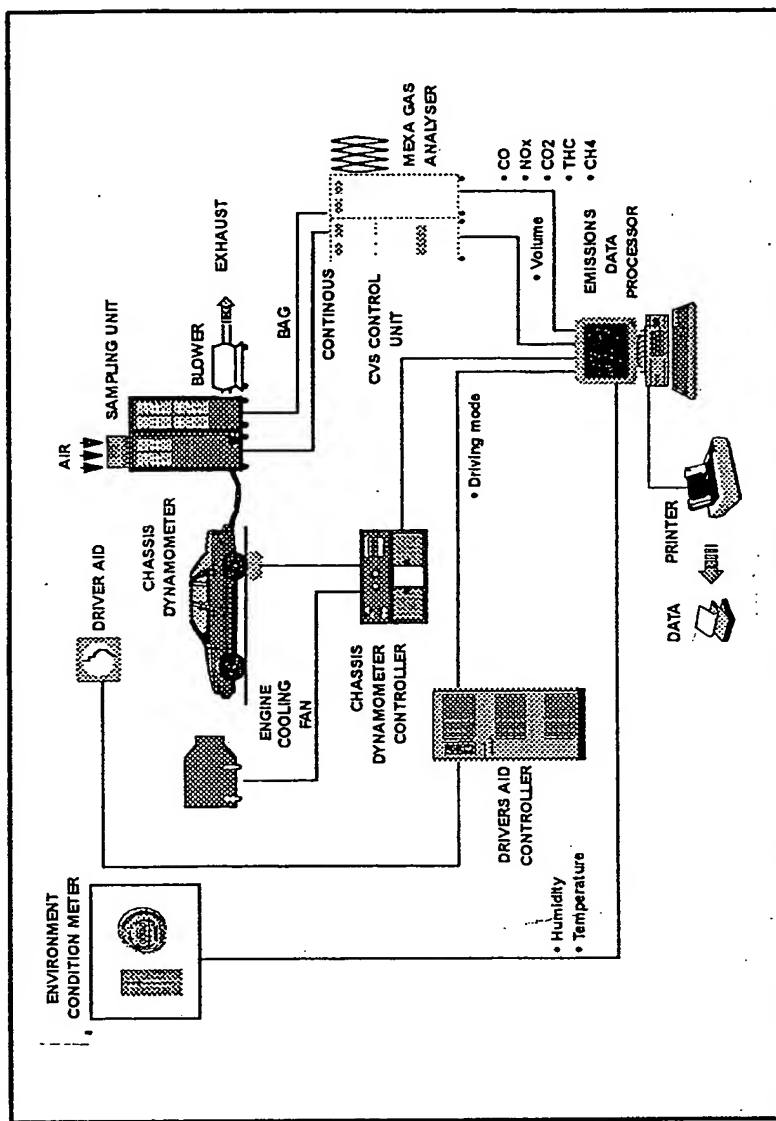 ENVIRONMENT
CONDITION METER
DRIVER AID
AIR
SAMPLING UNIT
BLOWER
EXHAUST
CHASSIS
DYNAMOMETER
ENGINE
COOLING
FAN
BAG
CONTINOUS
CVS CONTROL
UNIT
MEXA GAS
ANALYSER
CHASSIS
DYNAMOMETER
CONTROLLER
DRIVERS AID
CONTROLLER
• Driving mode
• Volume
• CO
• NOx
• CO2
• THC
• CH4
• Humidity
• Temperature
EMISSIONS
DATA
PROCESSOR
PRINTER
DATA